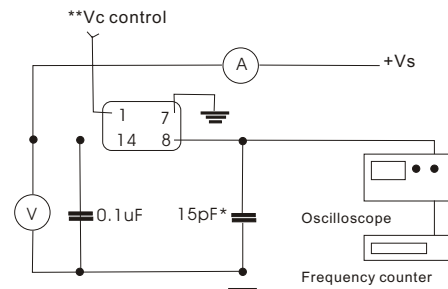 **Vc control
A
+Vs
1 7
14 8
V
0.1uF
15pF*
Oscilloscope
Frequency counter